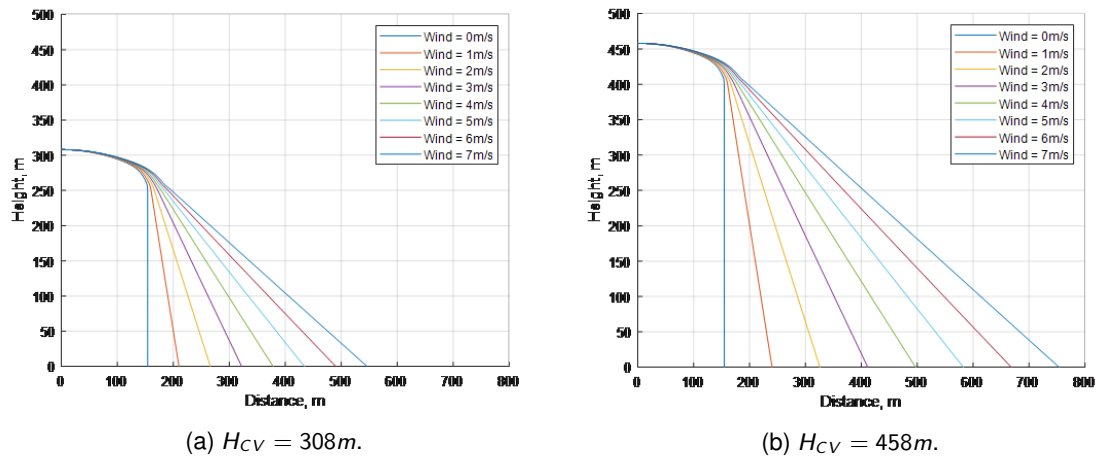 500
450
400
350
300
250
200
150
100
50
0
Height, m
0 100 200 300 400 500 600 700 800
Distance, m
Wind = 0m/s
Wind = 1m/s
Wind = 2m/s
Wind = 3m/s
Wind = 4m/s
Wind = 5m/s
Wind = 6m/s
Wind = 7m/s
(a) H_CV = 308m.
500
450
400
350
300
250
200
150
100
50
0
Height, m
0 100 200 300 400 500 600 700 800
Distance, m
Wind = 0m/s
Wind = 1m/s
Wind = 2m/s
Wind = 3m/s
Wind = 4m/s
Wind = 5m/s
Wind = 6m/s
Wind = 7m/s
(b) H_CV = 458m.